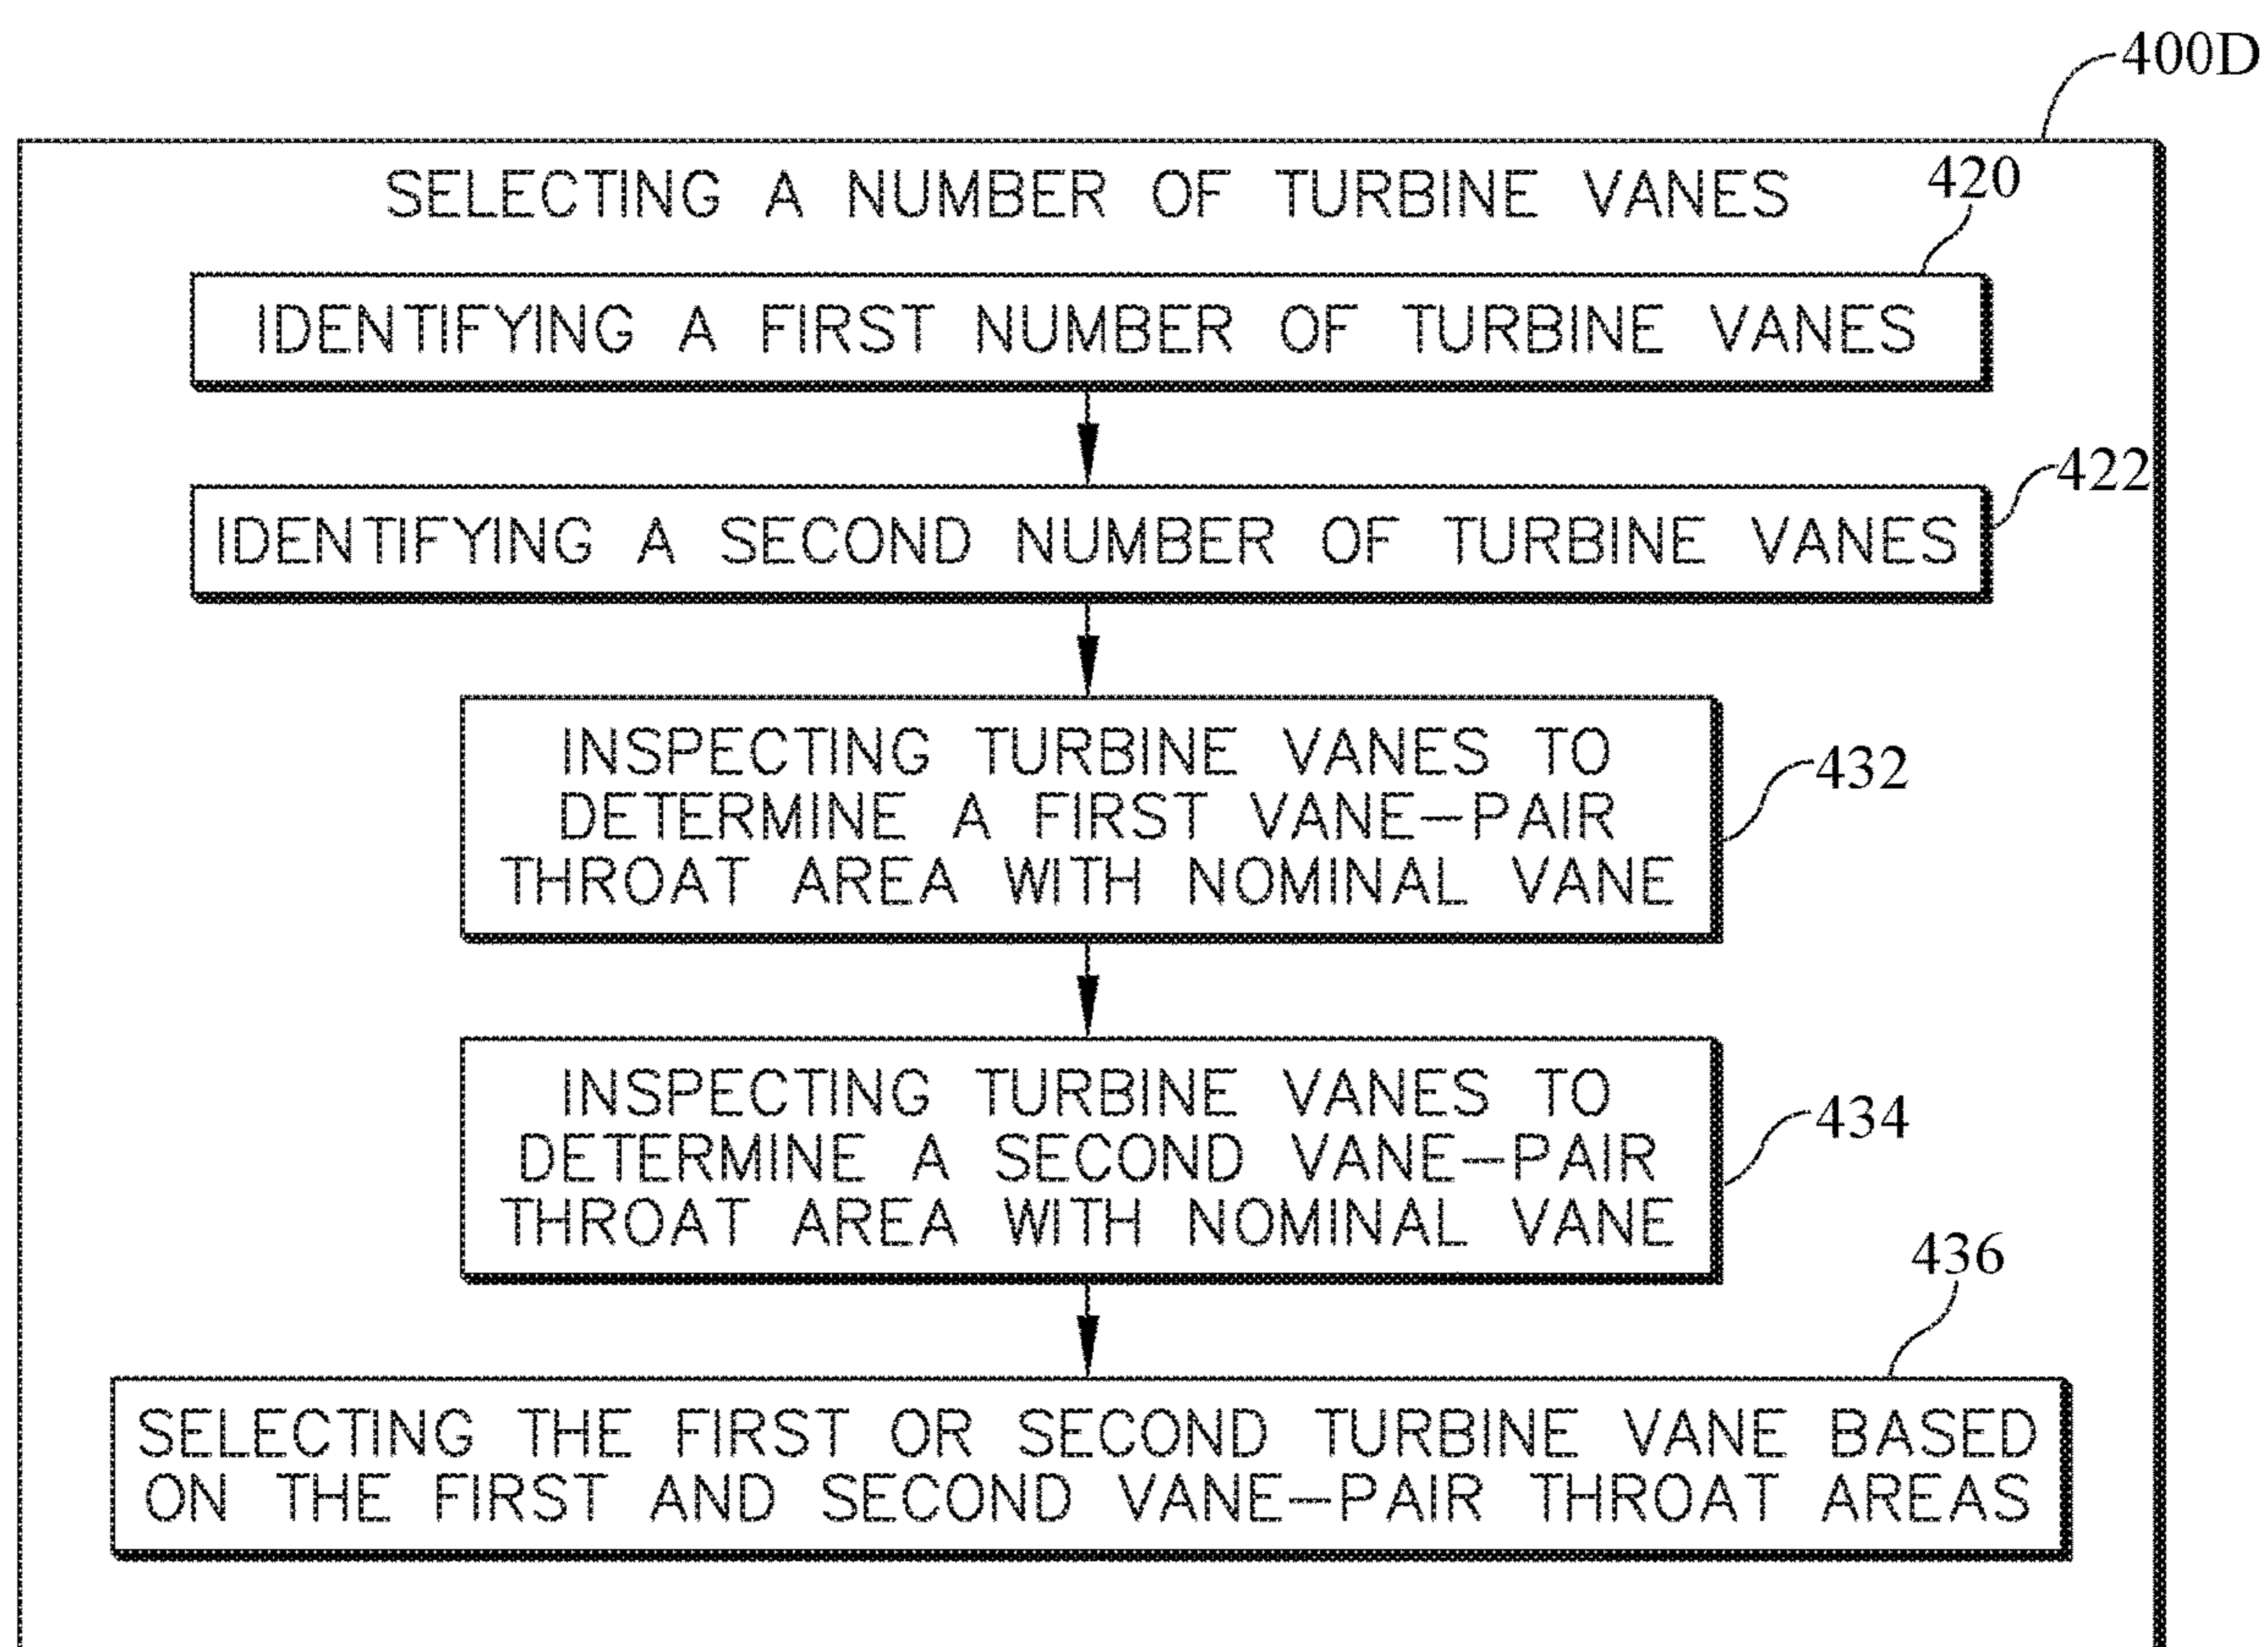 400D
SELECTING A NUMBER OF TURBINE VANES
420
IDENTIFYING A FIRST NUMBER OF TURBINE VANES
422
IDENTIFYING A SECOND NUMBER OF TURBINE VANES
INSPECTING TURBINE VANES TO
DETERMINE A FIRST VANE-PAIR
THROAT AREA WITH NOMINAL VANE
432
INSPECTING TURBINE VANES TO
DETERMINE A SECOND VANE-PAIR
THROAT AREA WITH NOMINAL VANE
434
436
SELECTING THE FIRST OR SECOND TURBINE VANE BASED
ON THE FIRST AND SECOND VANE-PAIR THROAT AREAS